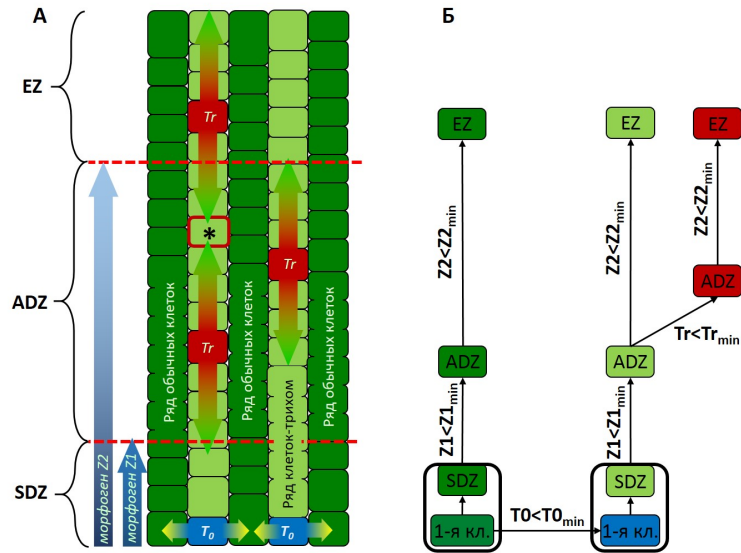 А
EZ
ADZ
SDZ
морфоген Z2
морфоген Z1
Ряд обычных клеток
Tr
*
Tr
T0
Ряд обычных клеток
Tr
Ряд клеток-трихом
T0
Ряд обычных клеток
Б
EZ
EZ
EZ
Z2<Z2min
Z2<Z2min
Z2<Z2min
ADZ
Tr<Trmin
ADZ
ADZ
Z1<Z1min
Z1<Z1min
SDZ
SDZ
1-я кл.
T0<T0min
1-я кл.